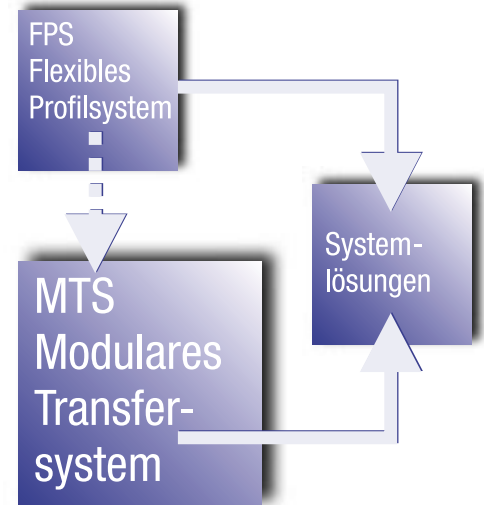 FPS
Flexibles
Profilsystem
System-
lösungen
MTS
Modulares
Transfer-
system